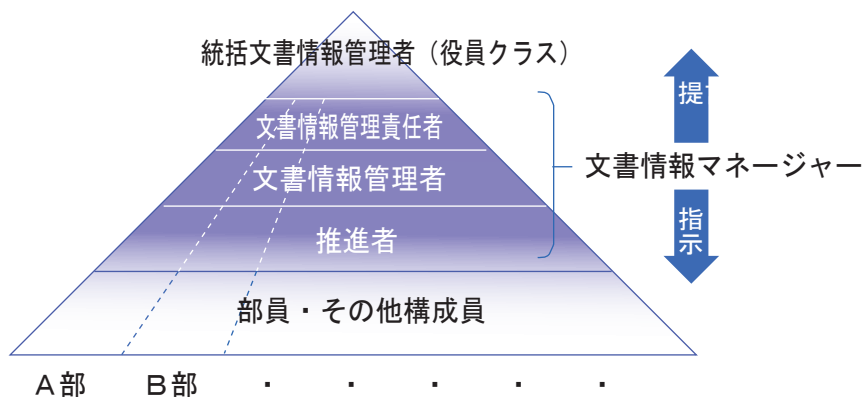 統括文書情報管理者（役員クラス）
文書情報管理責任者
文書情報管理者
推進者
部員・その他構成員
文書情報マネージャー
指示
A部　B部　・　・　・　・　・